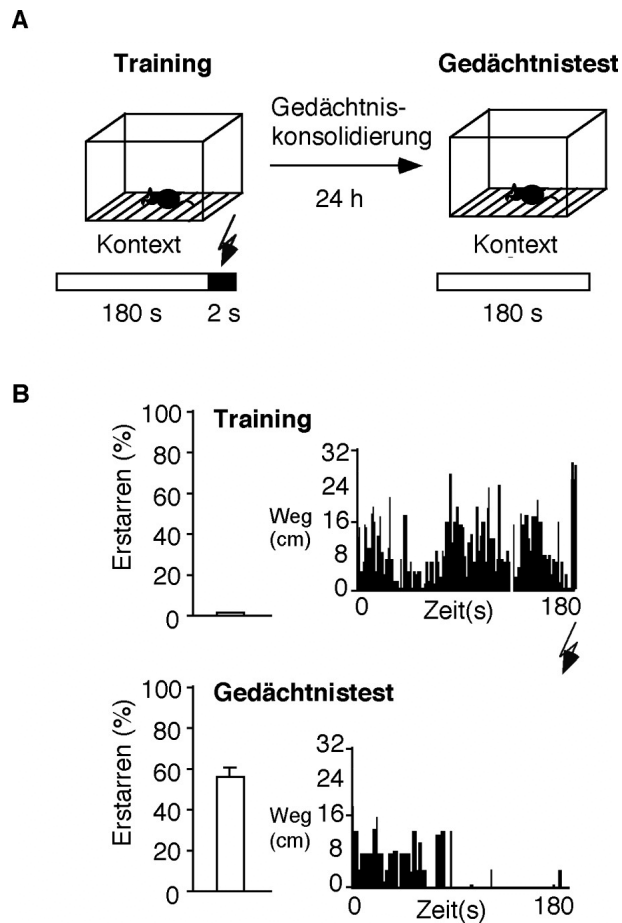 A
Training
Gedächtnistest
Gedächtnis-
konsolidierung
24 h
Kontext
180 s
2 s
Kontext
180 s
B
Training
Erstarren (%)
100
80
60
40
20
0
Weg
(cm)
32
24
16
8
0
0
Zeit(s)
180
Gedächtnistest
Erstarren (%)
100
80
60
40
20
0
Weg
(cm)
32
24
16
8
0
0
Zeit(s)
180